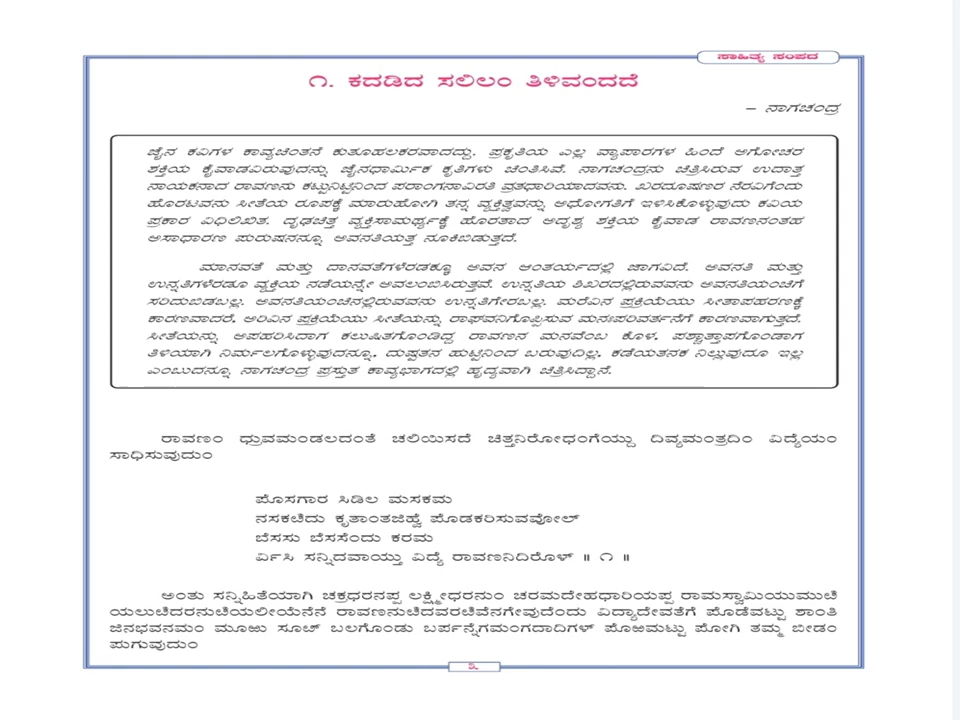 ಸಾಹಿತ್ಯ ಸಂಪದ
೧. ಕದಡಿದ ಸಲಿಲಂ ತಿಳಿವಂದದೆ
– ನಾಗಚಂದ್ರ
ಜೈನ ಕವಿಗಳ ಕಾವ್ಯಚಿಂತನೆ ಕುತೂಹಲಕರವಾದದ್ದು. ಪ್ರಕೃತಿಯ ಎಲ್ಲ ವ್ಯಾಪಾರಗಳ ಹಿಂದೆ ಅಗೋಚರ
ಶಕ್ತಿಯ ಕೈವಾಡವಿರುವುದನ್ನು ಜೈನಧಾರ್ಮಿಕ ಕೃತಿಗಳು ಚಿಂತಿಸಿವೆ. ನಾಗಚಂದ್ರನು ಚಿತ್ರಿಸಿರುವ ಉದಾತ್ತ
ನಾಯಕನಾದ ರಾವಣನು ಕಟ್ಟುನಿಟ್ಟಿನಿಂದ ಪರಾಂಗನಾವಿರತಿ ವ್ರತಧಾರಿಯಾದವನು. ಖರದೂಷಣರ ನೆರವಿಗೆಂದು
ಹೊರಟವನು ಸೀತೆಯ ರೂಪಕ್ಕೆ ಮಾರುಹೋಗಿ ತನ್ನ ವ್ಯಕ್ತಿತ್ವವನ್ನು ಅಧೋಗತಿಗೆ ಇಳಿಸಿಕೊಳ್ಳುವುದು ಕವಿಯ
ಪ್ರಕಾರ ವಿಧಿಲಿಖಿತ. ದೃಢಚಿತ್ತ ವ್ಯಕ್ತಿಸಾಮರ್ಥ್ಯಕ್ಕೆ ಹೊರತಾದ ಅದೃಶ್ಯ ಶಕ್ತಿಯ ಕೈವಾಡ ರಾವಣನಂತಹ
ಅಸಾಧಾರಣ ಪುರುಷನನ್ನೂ ಅವನತಿಯತ್ತ ನೂಕಿಬಿಡುತ್ತದೆ.
ಮಾನವತೆ ಮತ್ತು ದಾನವತೆಗಳೆರಡಕ್ಕೂ ಅವನ ಆಂತರ್ಯದಲ್ಲಿ ಜಾಗವಿದೆ. ಅವನತಿ ಮತ್ತು
ಉನ್ನತಿಗಳೆರಡೂ ವ್ಯಕ್ತಿಯ ನಡೆಯನ್ನೇ ಅವಲಂಬಿಸಿರುತ್ತವೆ. ಉನ್ನತಿಯ ಶಿಖರದಲ್ಲಿರುವವನು ಅವನತಿಯಂಚಿಗೆ
ಸರಿದುಬಿಡಬಲ್ಲ. ಅವನತಿಯಂಚಿನಲ್ಲಿರುವವನು ಉನ್ನತಿಗೇರಬಲ್ಲ. ಮರೆವಿನ ಪ್ರಕ್ರಿಯೆಯು ಸೀತಾಪಹರಣಕ್ಕೆ
ಕಾರಣವಾದರೆ, ಅರಿವಿನ ಪ್ರಕ್ರಿಯೆಯು ಸೀತೆಯನ್ನು ರಾಘವನಿಗೊಪ್ಪಿಸುವ ಮನಃಪರಿವರ್ತನೆಗೆ ಕಾರಣವಾಗುತ್ತದೆ.
ಸೀತೆಯನ್ನು ಅಪಹರಿಸಿದಾಗ ಕಲುಷಿತಗೊಂಡಿದ್ದ ರಾವಣನ ಮನವೆಂಬ ಕೊಳ. ಪಶ್ಚಾತ್ತಾಪಗೊಂಡಾಗ
ತಿಳಿಯಾಗಿ ನಿರ್ಮಲಗೊಳ್ಳುವುದನ್ನೂ, ದುಷ್ಟತನ ಹುಟ್ಟಿನಿಂದ ಬರುವುದಿಲ್ಲ, ಕಡೆಯತನಕ ನಿಲ್ಲುವುದೂ ಇಲ್ಲ
ಎಂಬುದನ್ನೂ ನಾಗಚಂದ್ರ ಪ್ರಸ್ತುತ ಕಾವ್ಯಭಾಗದಲ್ಲಿ ಹೃದ್ಯವಾಗಿ ಚಿತ್ರಿಸಿದ್ದಾನೆ.
ರಾವಣಂ ಧ್ರುವಮಂಡಲದಂತೆ ಚಲಿಯಿಸದೆ ಚಿತ್ತನಿರೋಧಂಗೆಯ್ದು ದಿವ್ಯಮಂತ್ರದಿಂ ವಿದ್ಯೆಯಂ
ಸಾಧಿಸುವುದುಂ
ಪೊಸಗಾರ ಸಿಡಿಲ ಮಸಕಮ
ನಸಕೞಿದು ಕೃತಾಂತಜಿಹ್ವೆ ಪೊಡಕರಿಸುವವೋಲ್
ಬೆಸಸು ಬೆಸಸೆಂದು ಕರಮ
ರ್ವಿಸಿ ಸನ್ನಿದವಾಯ್ತು ವಿದ್ಯೆ ರಾವಣನಿದಿರೊಳ್ ॥ ೧ ॥
ಅಂತು ಸನ್ನಿಹಿತೆಯಾಗಿ ಚಕ್ರಧರನಪ್ಪ ಲಕ್ಷ್ಮೀಧರನುಂ ಚರಮದೇಹಧಾರಿಯಪ್ಪ ರಾಮಸ್ವಾಮಿಯುಮುೞಿ
ಯಲುೞಿದರನುೞಿಯಲೀಯೆನೆನೆ ರಾವಣನುೞಿದವರೞಿವೆನಗೇವುದೆಂದು ವಿದ್ಯಾದೇವತೆಗೆ ಪೊಡೆವಟ್ಟು ಶಾಂತಿ
ಜಿನಭವನಮಂ ಮೂಱು ಸೂೞ್ ಬಲಗೊಂಡು ಬರ್ಪನ್ನೆಗಮಂಗದಾದಿಗಳ್ ಪೊಱಮಟ್ಟು ಪೋಗಿ ತಮ್ಮ ಬೀಡಂ
ಪುಗುವುದುಂ